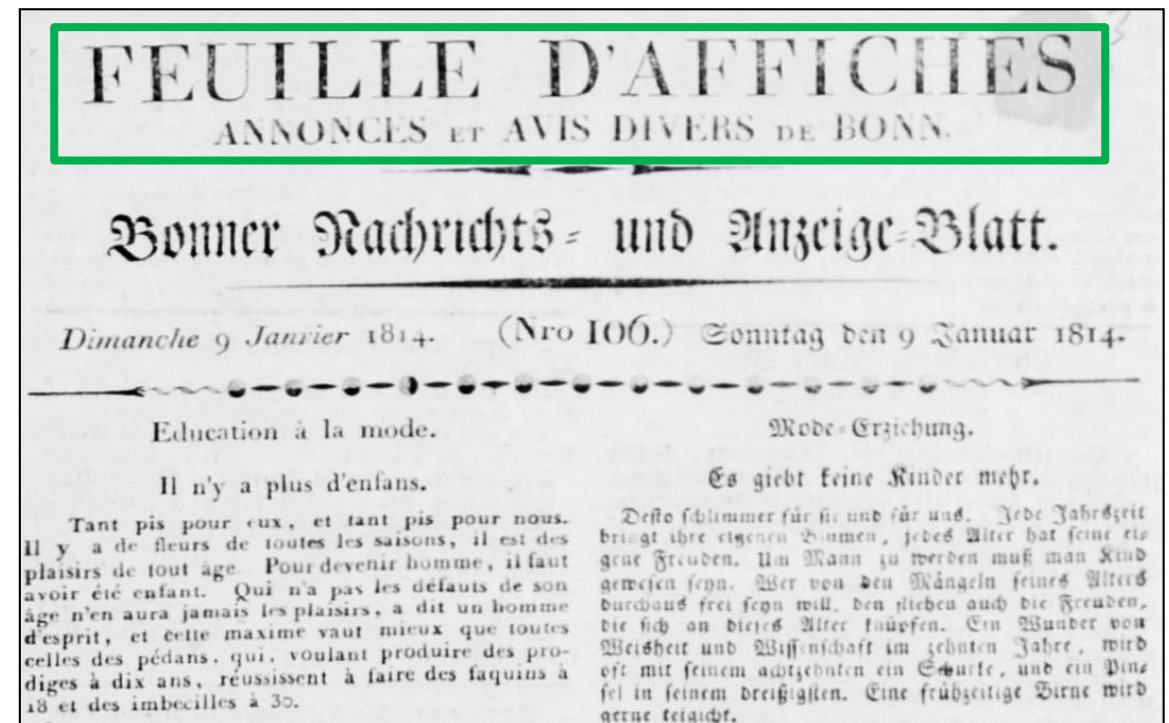 FEUILLE D'AFFICHES
ANNONCES ET AVIS DIVERS DE BONN.
Bonner Nachrichts- und Anzeige-Blatt.
Dimanche 9 Janvier 1814. (Nro 106.) Sonntag den 9 Januar 1814.
Education à la mode.
Il n'y a plus d'enfans.
Tant pis pour eux, et tant pis pour nous.
Il y a de fleurs de toutes les saisons, il est des
plaisirs de tout âge. Pour devenir homme, il faut
avoir été enfant. Qui n'a pas les défauts de son
âge n'en aura jamais les plaisirs, a dit un homme
d'esprit, et cette maxime vaut mieux que toutes
celles des pédans, qui, voulant produire des pro-
diges à dix ans, réussissent à faire des faquins à
18 et des imbecilles à 30.
Mode-Erziehung.
Es giebt keine Kinder mehr.
Desto schlimmer für sie und für uns. Jede Jahrszeit
bringt ihre eigenen Blumen, jedes Alter hat seine ei-
gene Freuden. Um Mann zu werden muß man Kind
gewesen seyn. Wer von den Mängeln seines Alters
durchaus frei seyn will, den fliehen auch die Freuden,
die sich an dieses Alter knüpfen. Ein Wunder von
Weisheit und Wissenschaft im zehnten Jahre, wird
oft mit seinem achtzehnten ein Schurke, und ein Pin-
sel in seinem dreißigsten. Eine frühzeitige Birne wird
gerne teigicht.